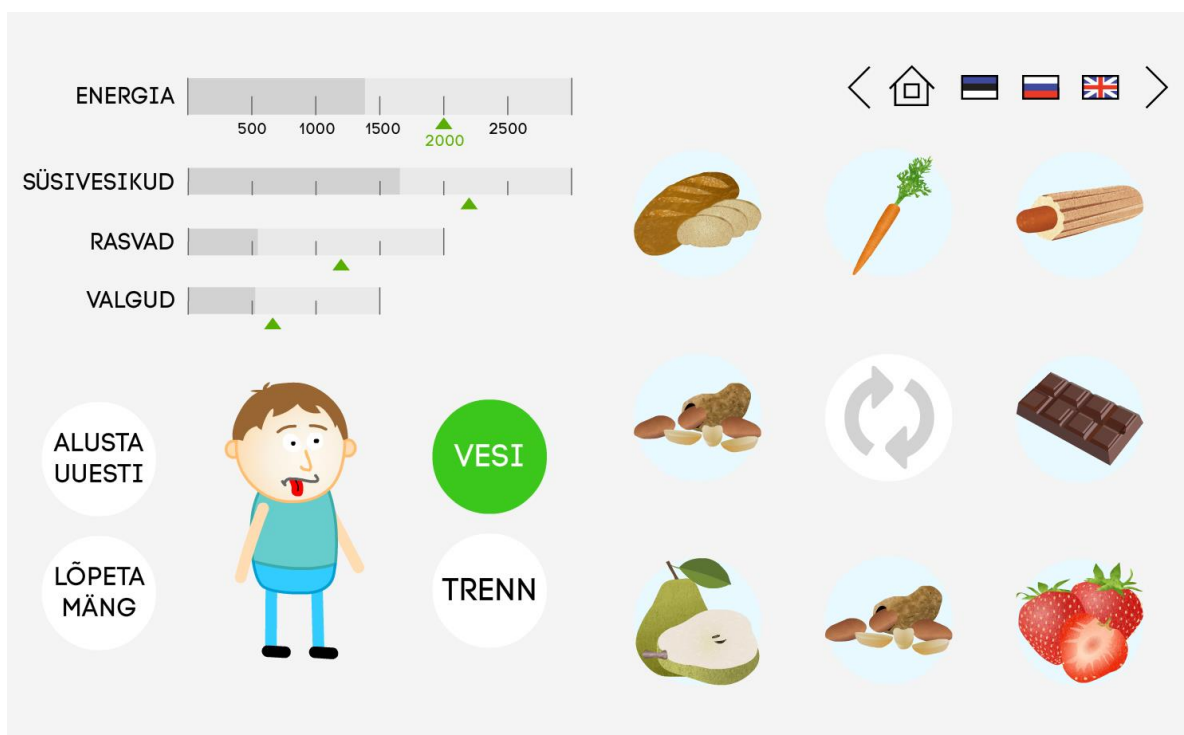 ENERGIA
500 1000 1500 2000 2500
SÜSIVESIKUD
RASVAD
VALGUD
ALUSTA
UUESTI
VESI
LÕPETA
MÄNG
TRENN